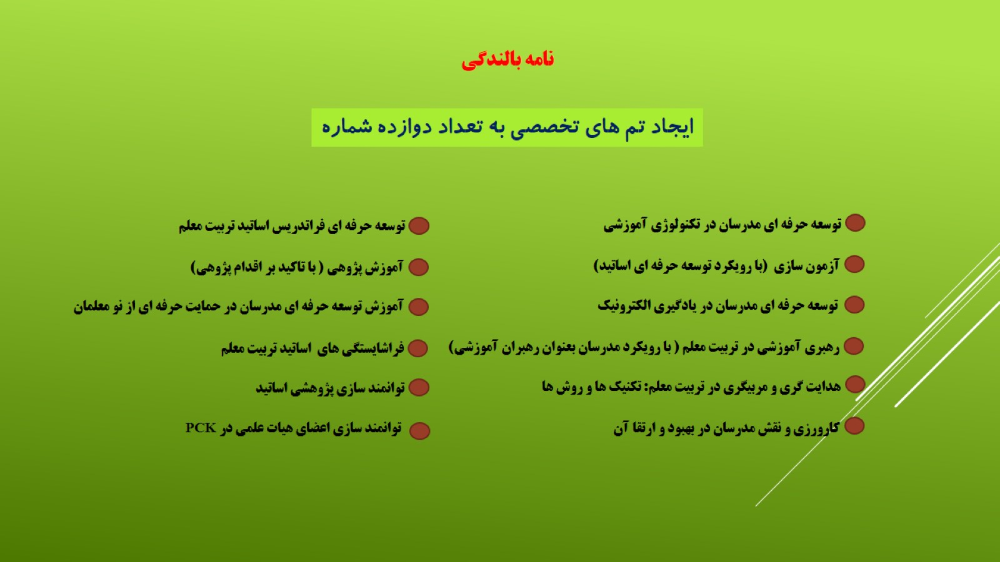 نامه بالندگی
ایجاد تم های تخصصی به تعداد دوازده شماره
توسعه حرفه ای مدرسان در تکنولوژی آموزشی
آزمون سازی (با رویکرد توسعه حرفه ای اساتید)
توسعه حرفه ای مدرسان در یادگیری الکترونیک
رهبری آموزشی در تربیت معلم ( با رویکرد مدرسان بعنوان رهبران آموزشی)
هدایت گری و مربیگری در تربیت معلم: تکنیک ها و روش ها
کارورزی و نقش مدرسان در بهبود و ارتقا آن
توسعه حرفه ای فراتدریس اساتید تربیت معلم
آموزش پژوهی ( با تاکید بر اقدام پژوهی)
آموزش توسعه حرفه ای مدرسان در حمایت حرفه ای از نو معلمان
فراشایستگی های اساتید تربیت معلم
توانمند سازی پژوهشی اساتید
توانمند سازی اعضای هیات علمی در PCK